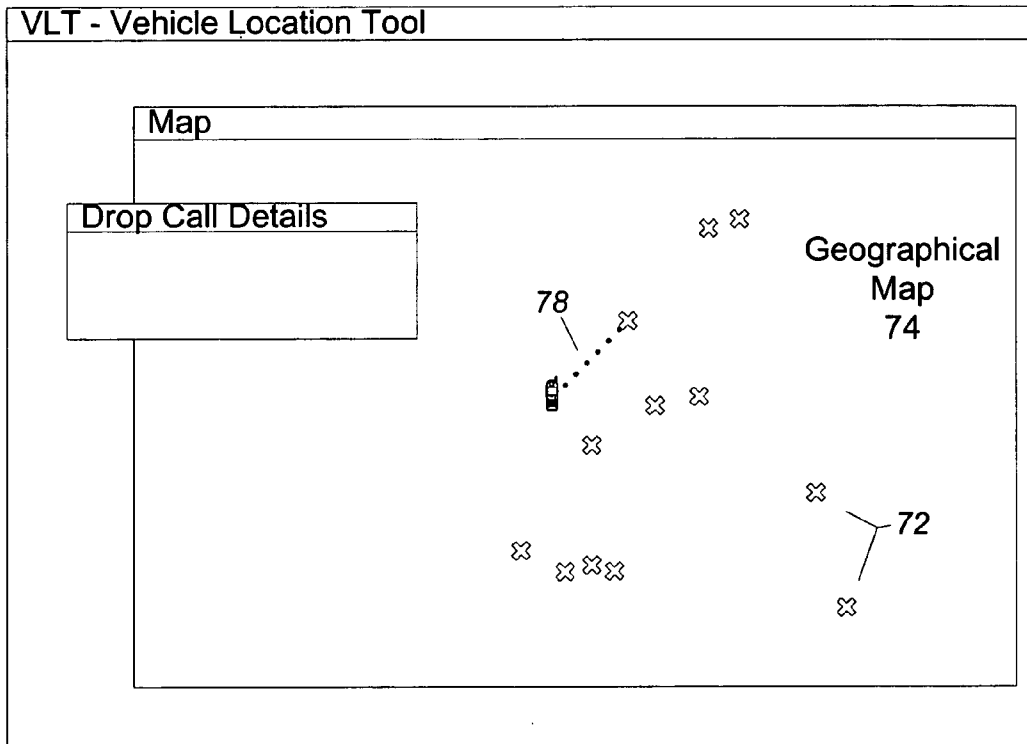 VLT - Vehicle Location Tool
Map
Drop Call Details
Geographical
Map
74
78
72